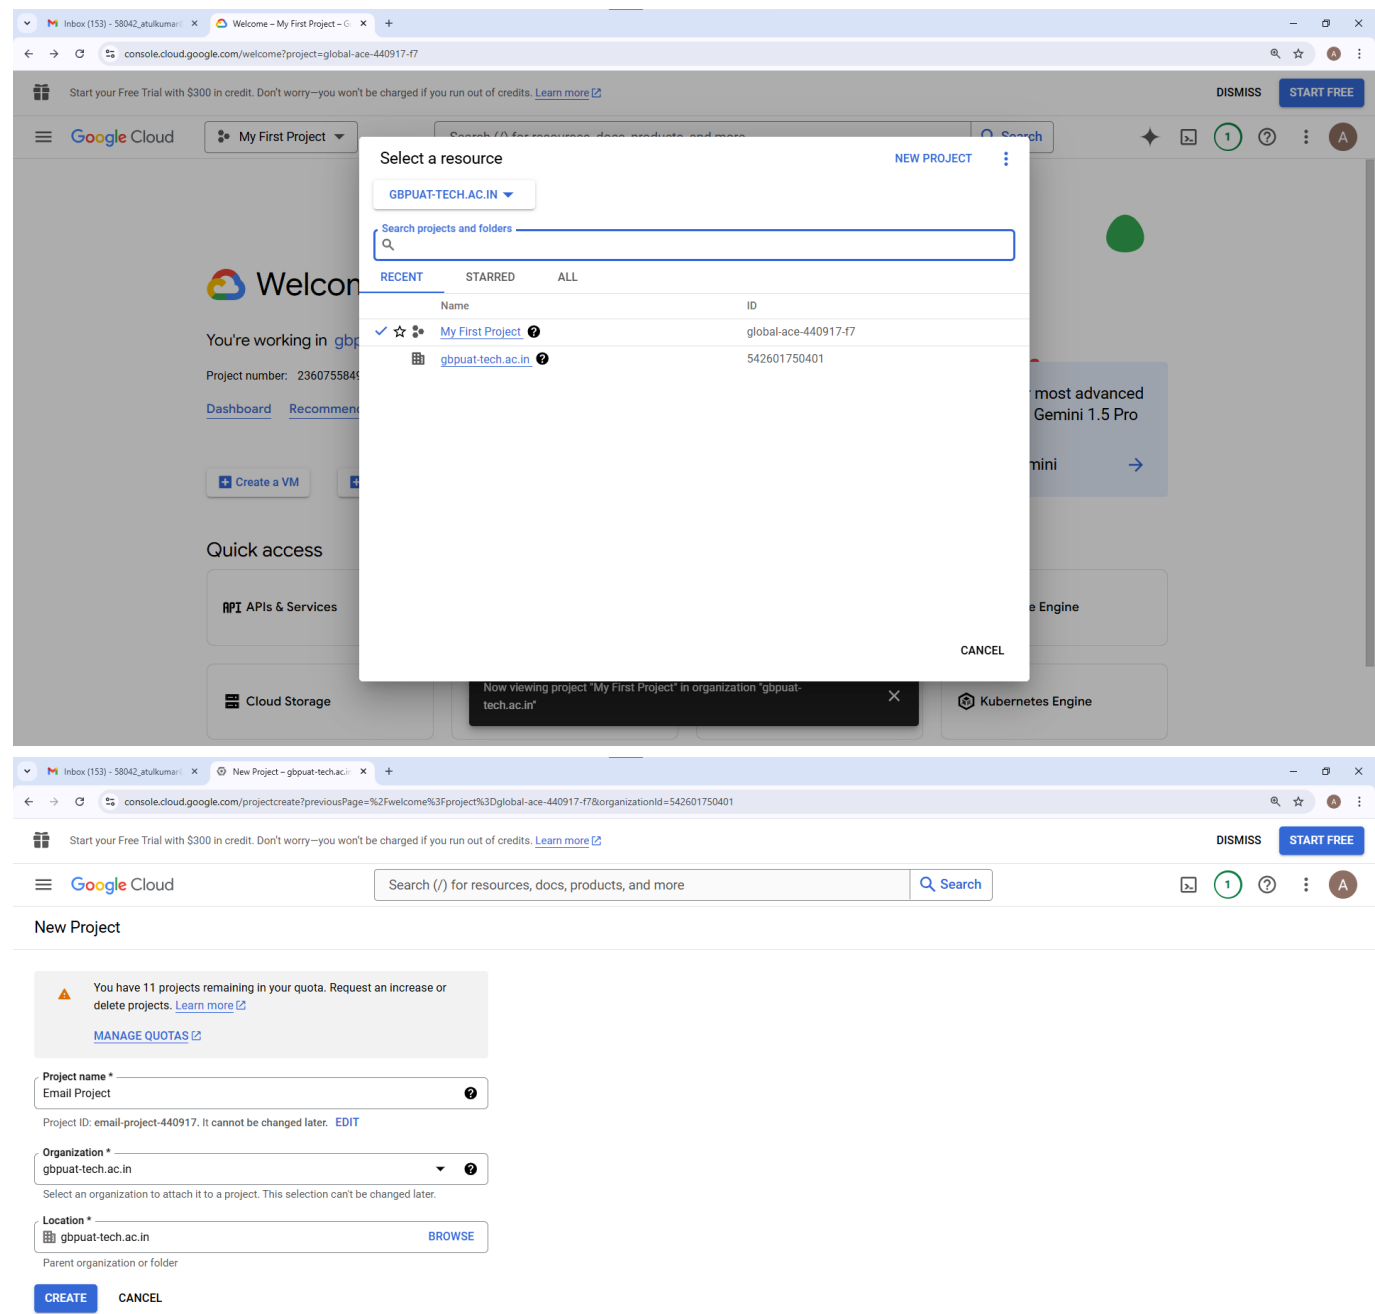 Inbox (153) - 58042_atulkumar
Welcome – My First Project – G
console.cloud.google.com/welcome?project=global-ace-440917-f7
Start your Free Trial with $300 in credit. Don't worry—you won't be charged if you run out of credits. Learn more
DISMISS
START FREE
Google Cloud
My First Project
Search (/) for resources, docs, products, and more
Search
1
A
Select a resource
NEW PROJECT
GBPUAT-TECH.AC.IN
Search projects and folders
RECENT STARRED ALL
Name ID
My First Project global-ace-440917-f7
gbpuat-tech.ac.in 542601750401
CANCEL
Welcon
You're working in gbp
Project number: 2360755849
Dashboard Recommen
most advanced
Gemini 1.5 Pro
mini
Create a VM
Quick access
API APIs & Services
e Engine
Cloud Storage
Now viewing project "My First Project" in organization "gbpuat-
tech.ac.in"
Kubernetes Engine
Inbox (153) - 58042_atulkumar
New Project – gbpuat-tech.ac.in
console.cloud.google.com/projectcreate?previousPage=%2Fwelcome%3Fproject%3Dglobal-ace-440917-f7&organizationId=542601750401
A
Start your Free Trial with $300 in credit. Don't worry—you won't be charged if you run out of credits. Learn more
DISMISS
START FREE
Google Cloud
Search (/) for resources, docs, products, and more
Search
1
A
New Project
You have 11 projects remaining in your quota. Request an increase or
delete projects. Learn more
MANAGE QUOTAS
Project name *
Email Project
Project ID: email-project-440917. It cannot be changed later. EDIT
Organization *
gbpuat-tech.ac.in
Select an organization to attach it to a project. This selection can't be changed later.
Location *
gbpuat-tech.ac.in
BROWSE
Parent organization or folder
CREATE CANCEL